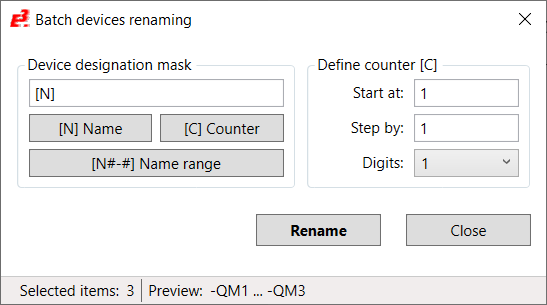 E³ Batch devices renaming
Device designation mask
[N]
[N] Name
[C] Counter
[N#-#] Name range
Define counter [C]
Start at: 1
Step by: 1
Digits: 1
Rename
Close
Selected items: 3
Preview: -QM1 ... -QM3